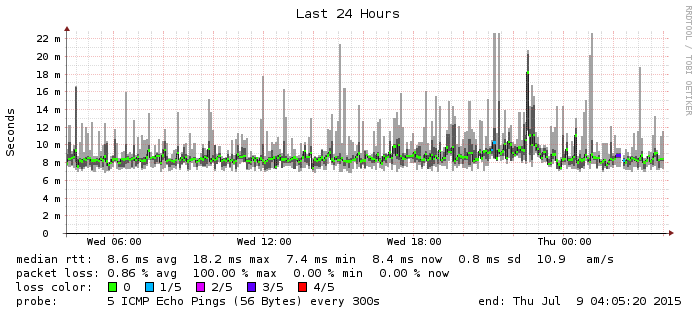 Last 24 Hours
RRDTOOL / TOBI OETIKER
Seconds
22 m
20 m
18 m
16 m
14 m
12 m
10 m
8 m
6 m
4 m
2 m
0
Wed 06:00 Wed 12:00 Wed 18:00 Thu 00:00
median rtt: 8.6 ms avg 18.2 ms max 7.4 ms min 8.4 ms now 0.8 ms sd 10.9 am/s
packet loss: 0.86 % avg 100.00 % max 0.00 % min 0.00 % now
loss color: 0 1/5 2/5 3/5 4/5
probe: 5 ICMP Echo Pings (56 Bytes) every 300s end: Thu Jul 9 04:05:20 2015